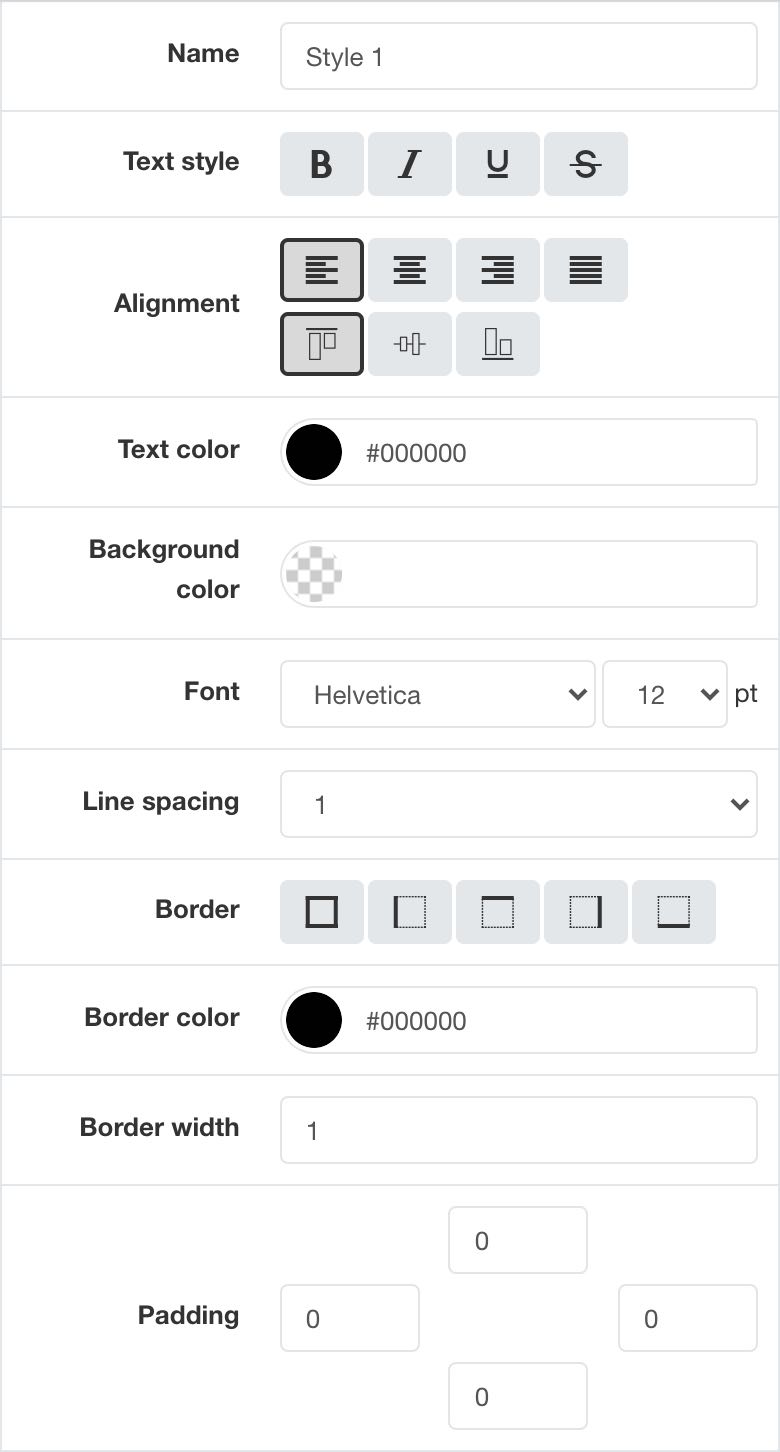 Name
Style 1
Text style
B I U S
Alignment
Text color
#000000
Background
color
Font
Helvetica
12
pt
Line spacing
1
Border
Border color
#000000
Border width
1
Padding
0
0
0
0